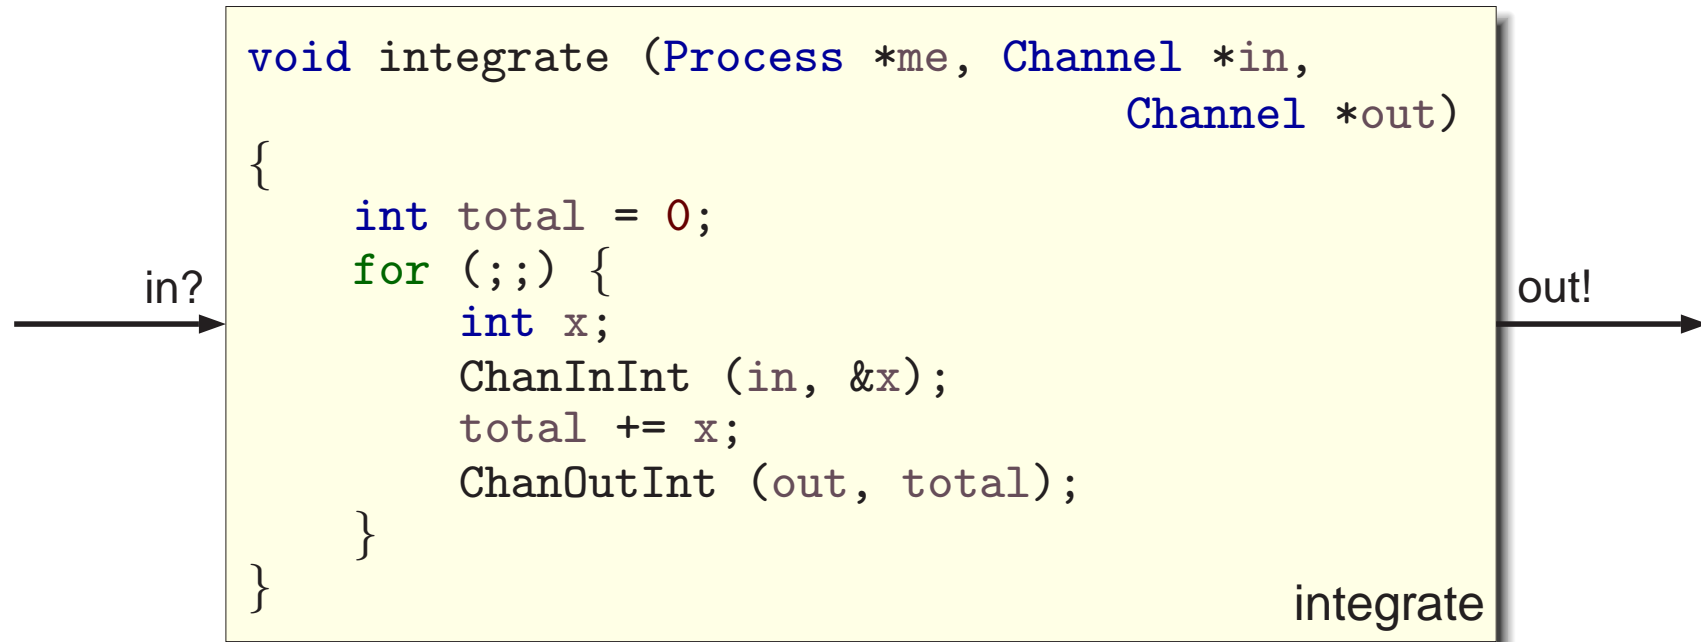 void integrate (Process *me, Channel *in,
                                 Channel *out)
{
    int total = 0;
    for (;;) {
        int x;
        ChanInInt (in, &x);
        total += x;
        ChanOutInt (out, total);
    }
}
in?
out!
integrate